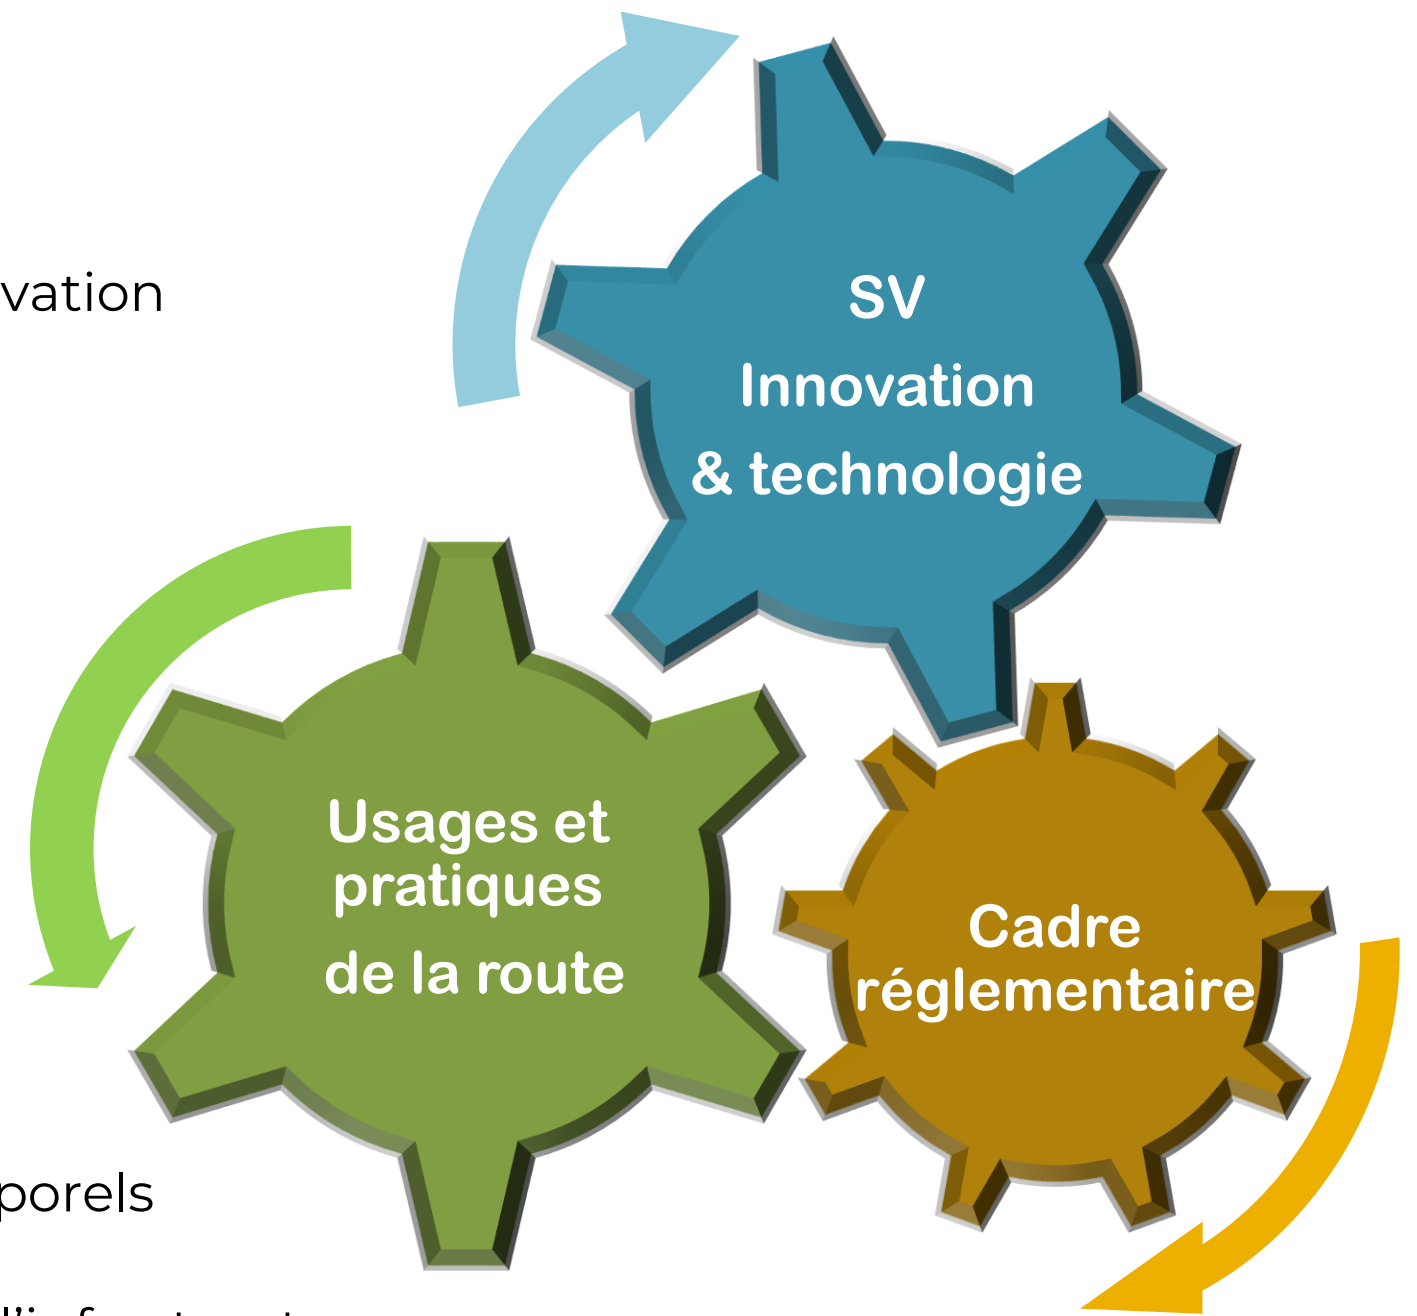 vation
SV
Innovation
& technologie
Usages et
pratiques
de la route
Cadre
réglementaire
porels